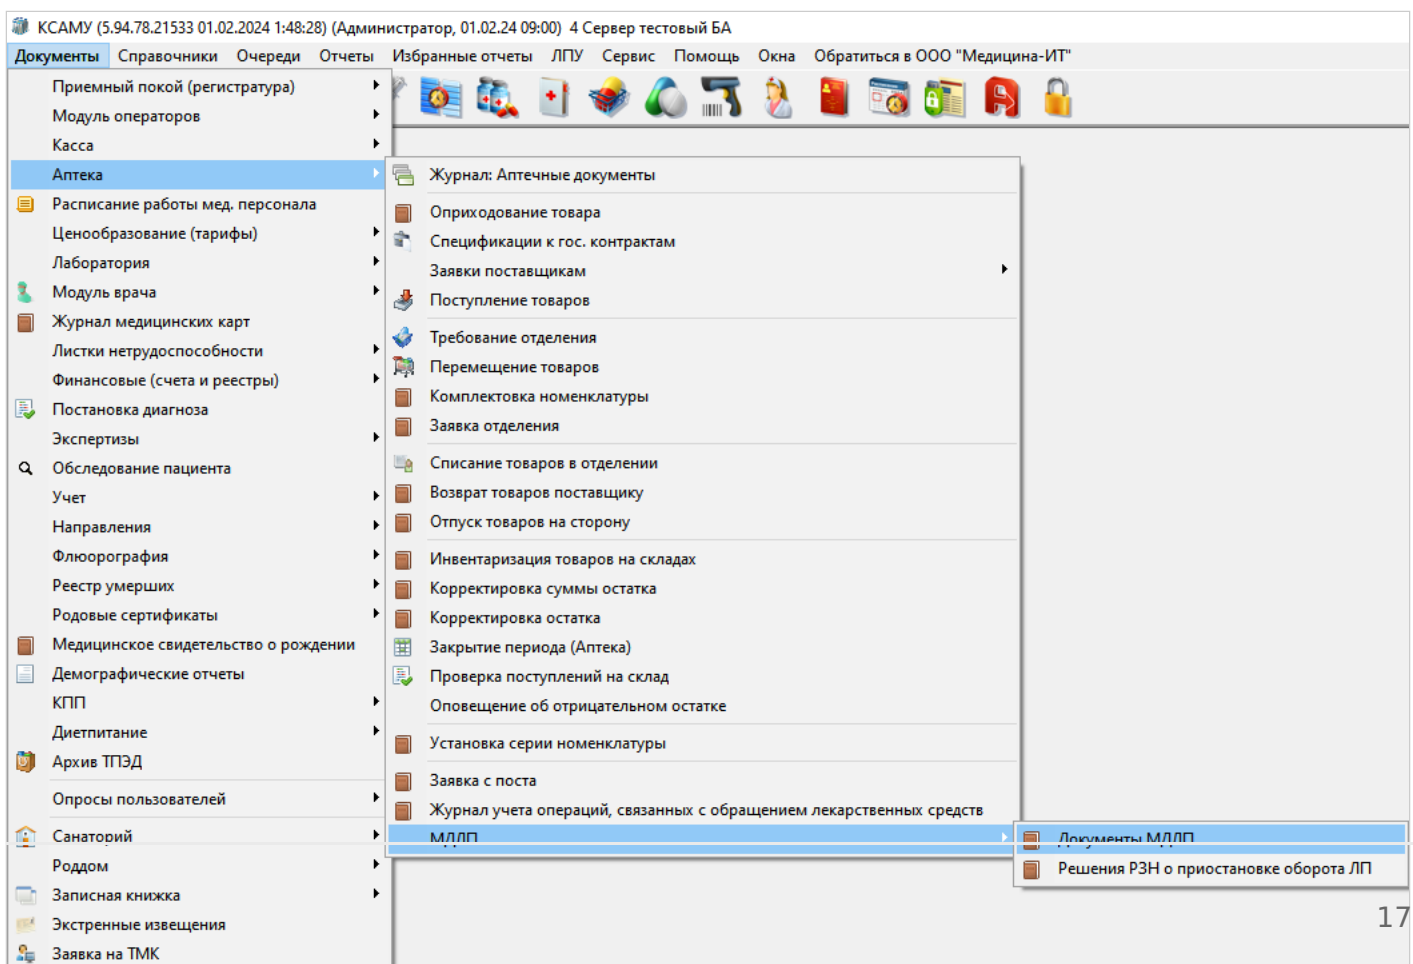 КСАМУ (5.94.78.21533 01.02.2024 1:48:28) (Администратор, 01.02.24 09:00) 4 Сервер тестовый БА
Документы Справочники Очереди Отчеты Избранные отчеты ЛПУ Сервис Помощь Окна Обратиться в ООО "Медицина-ИТ"
Приемный покой (регистратура)
Модуль операторов
Касса
Аптека
Расписание работы мед. персонала
Ценообразование (тарифы)
Лаборатория
Модуль врача
Журнал медицинских карт
Листки нетрудоспособности
Финансовые (счета и реестры)
Постановка диагноза
Экспертизы
Обследование пациента
Учет
Направления
Флюорография
Реестр умерших
Родовые сертификаты
Медицинское свидетельство о рождении
Демографические отчеты
КПП
Диетпитание
Архив ТПЭД
Опросы пользователей
Санаторий
Роддом
Записная книжка
Экстренные извещения
Заявка на ТМК
Журнал: Аптечные документы
Оприходование товара
Спецификации к гос. контрактам
Заявки поставщикам
Поступление товаров
Требование отделения
Перемещение товаров
Комплектовка номенклатуры
Заявка отделения
Списание товаров в отделении
Возврат товаров поставщику
Отпуск товаров на сторону
Инвентаризация товаров на складах
Корректировка суммы остатка
Корректировка остатка
Закрытие периода (Аптека)
Проверка поступлений на склад
Оповещение об отрицательном остатке
Установка серии номенклатуры
Заявка с поста
Журнал учета операций, связанных с обращением лекарственных средств
МДЛП
Документы МДЛП
Решения РЗН о приостановке оборота ЛП
17